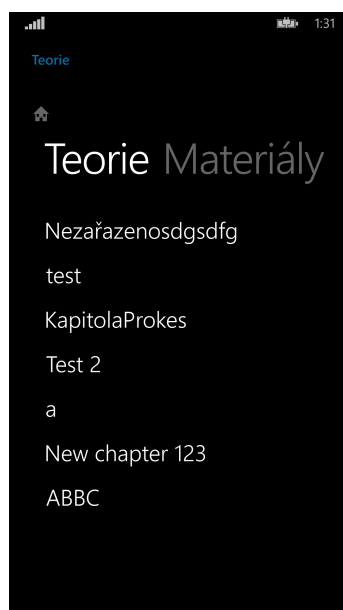 1:31
Teorie
Teorie Materiály
Nezařazenosdgsdfg
test
KapitolaProkes
Test 2
a
New chapter 123
ABBC